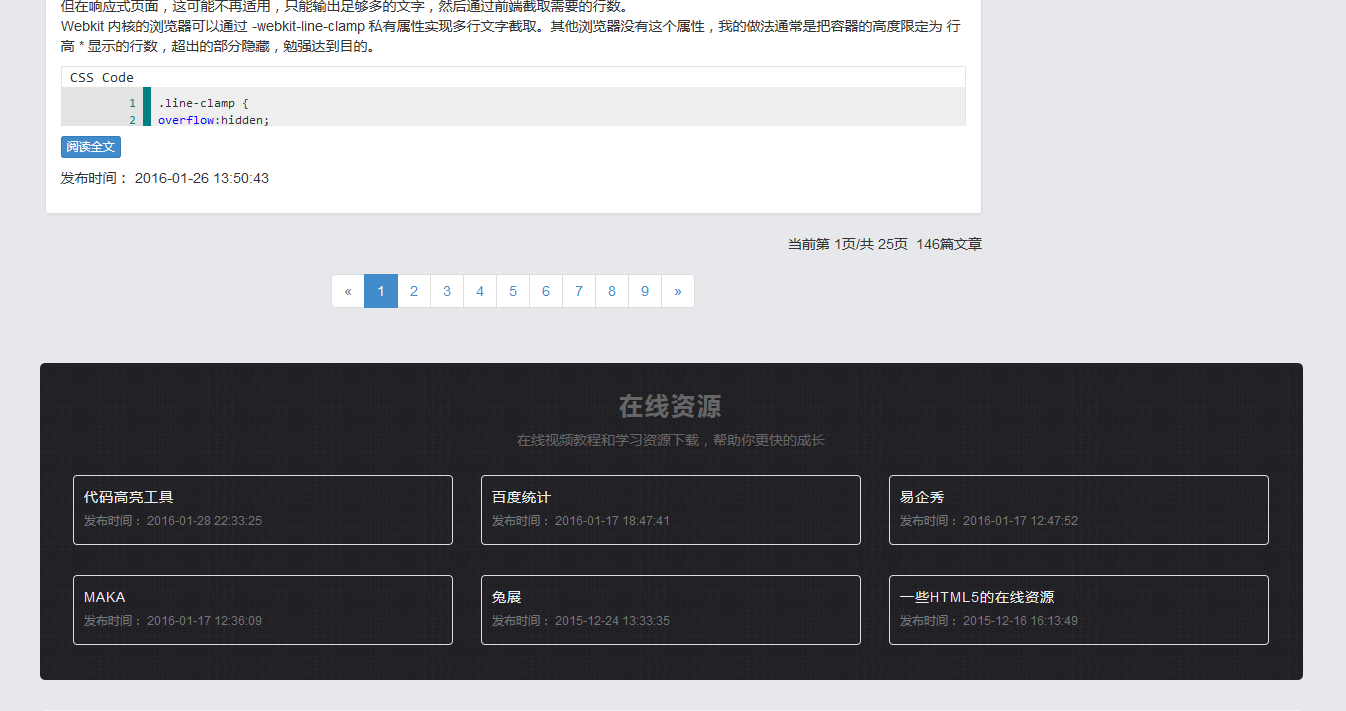 但在响应式页面，这可能不再适用，只能输出足够多的文字，然后通过前端截取需要的行数。
Webkit 内核的浏览器可以通过 -webkit-line-clamp 私有属性实现多行文字截取。其他浏览器没有这个属性，我的做法通常是把容器的高度限定为 行
高 * 显示的行数，超出的部分隐藏，勉强达到目的。
CSS Code
1 .line-clamp {
2 overflow:hidden;
阅读全文
发布时间： 2016-01-26 13:50:43
当前第 1页/共 25页 146篇文章
« 1 2 3 4 5 6 7 8 9 »
在线资源
在线视频教程和学习资源下载，帮助你更快的成长
代码高亮工具
发布时间： 2016-01-28 22:33:25
百度统计
发布时间： 2016-01-17 18:47:41
易企秀
发布时间： 2016-01-17 12:47:52
MAKA
发布时间： 2016-01-17 12:36:09
兔展
发布时间： 2015-12-24 13:33:35
一些HTML5的在线资源
发布时间： 2015-12-16 16:13:49